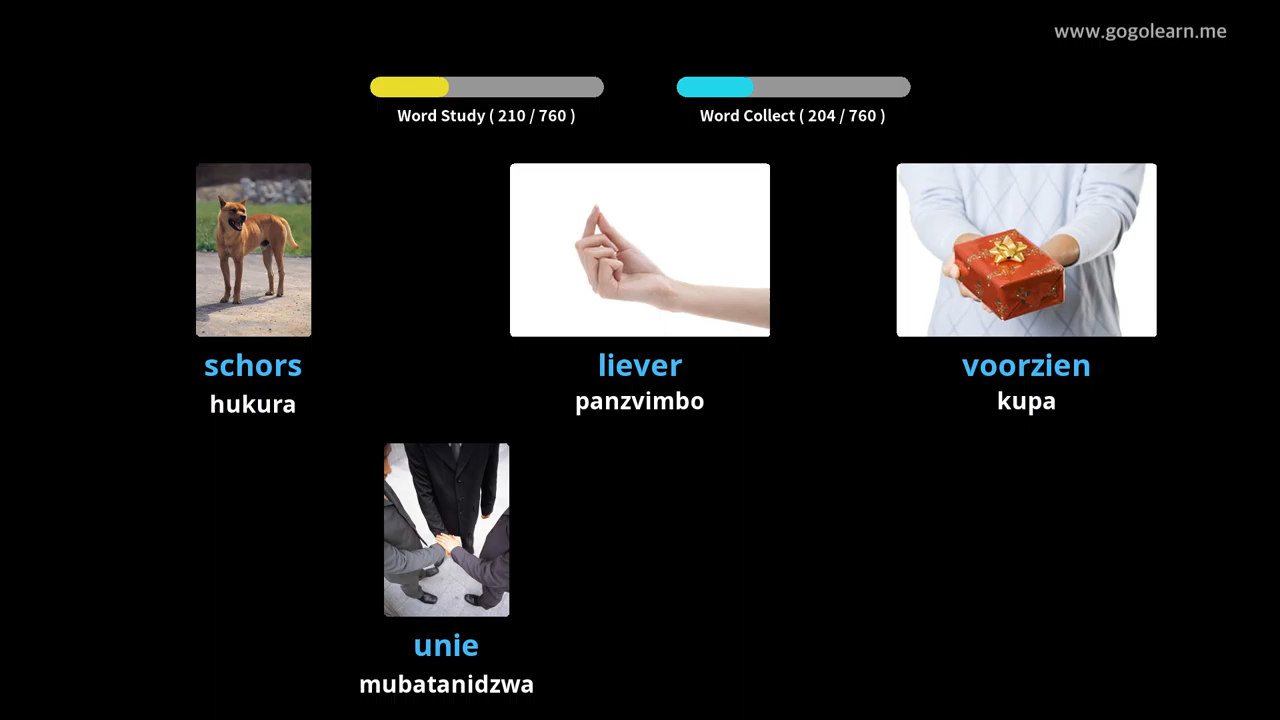 www.gogolearn.me
Word Study ( 210 / 760 )
Word Collect ( 204 / 760 )
schors
hukura
liever
panzvimbo
voorzien
kupa
unie
mubatanidzwa